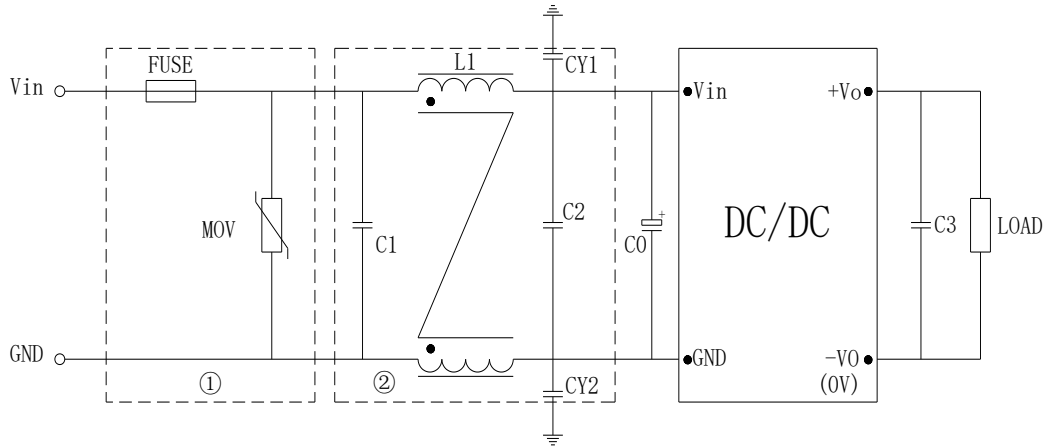 FUSE
L1
CY1
Vin
Vin
+Vo
MOV
C1
C2
C0
+
DC/DC
C3
LOAD
GND
GND
-VO
(0V)
①
②
CY2